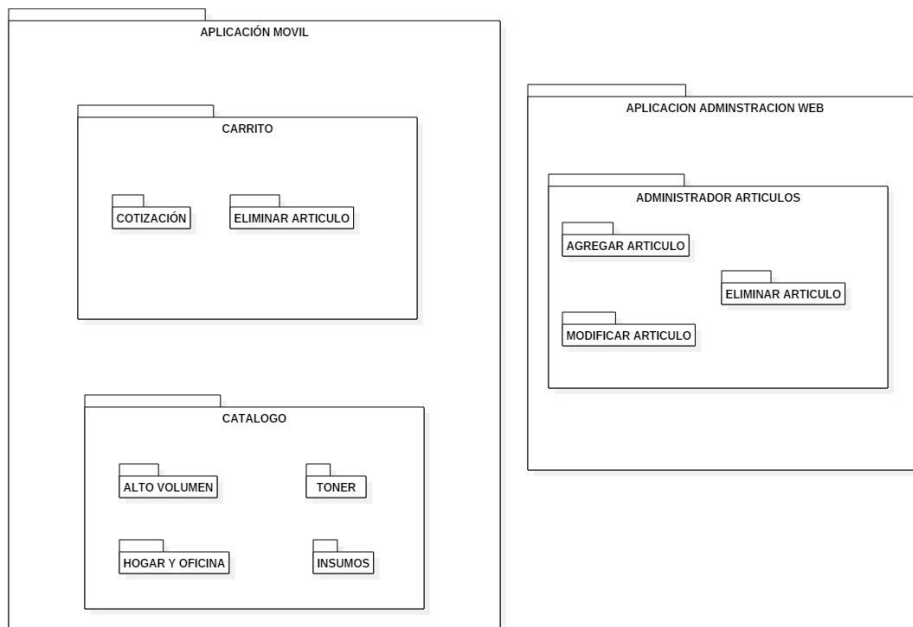 APLICACIÓN MOVIL
CARRITO
COTIZACIÓN
ELIMINAR ARTICULO
CATALOGO
ALTO VOLUMEN
TONER
HOGAR Y OFICINA
INSUMOS
APLICACION ADMINSTRACION WEB
ADMINISTRADOR ARTICULOS
AGREGAR ARTICULO
ELIMINAR ARTICULO
MODIFICAR ARTICULO